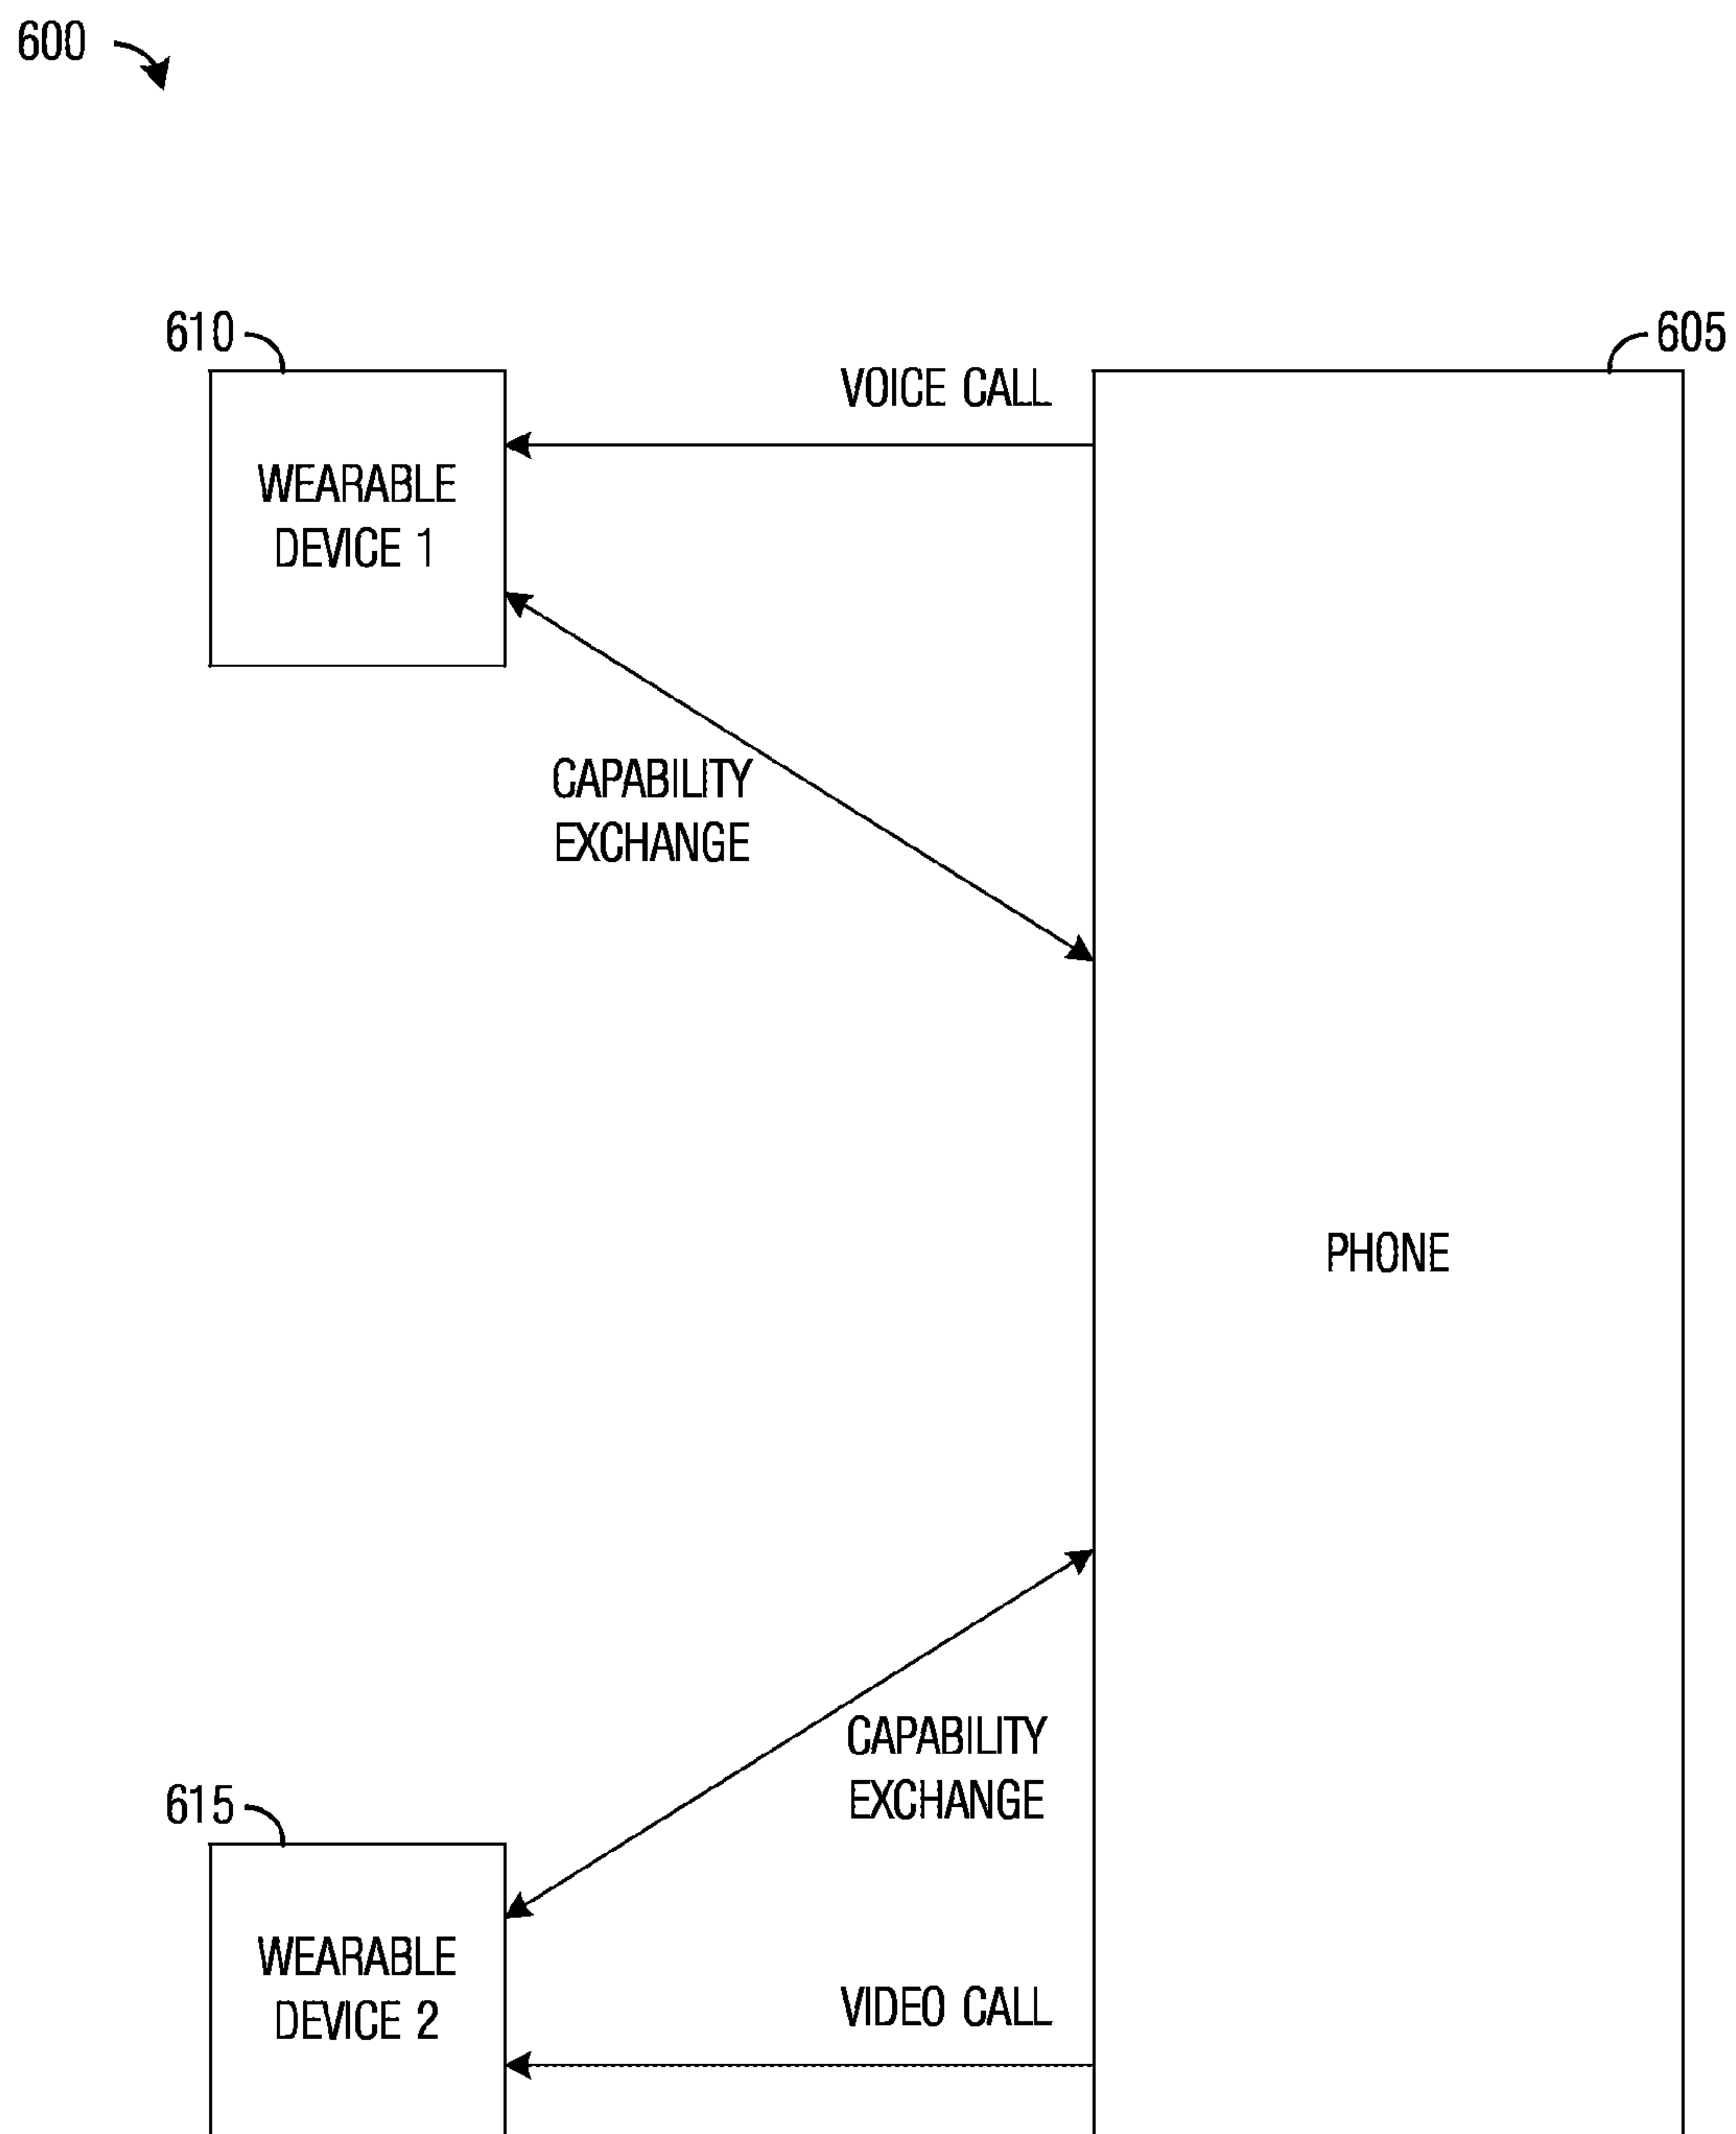 600
610
605
VOICE CALL
WEARABLE
DEVICE 1
CAPABILITY
EXCHANGE
PHONE
CAPABILITY
EXCHANGE
615
WEARABLE
DEVICE 2
VIDEO CALL